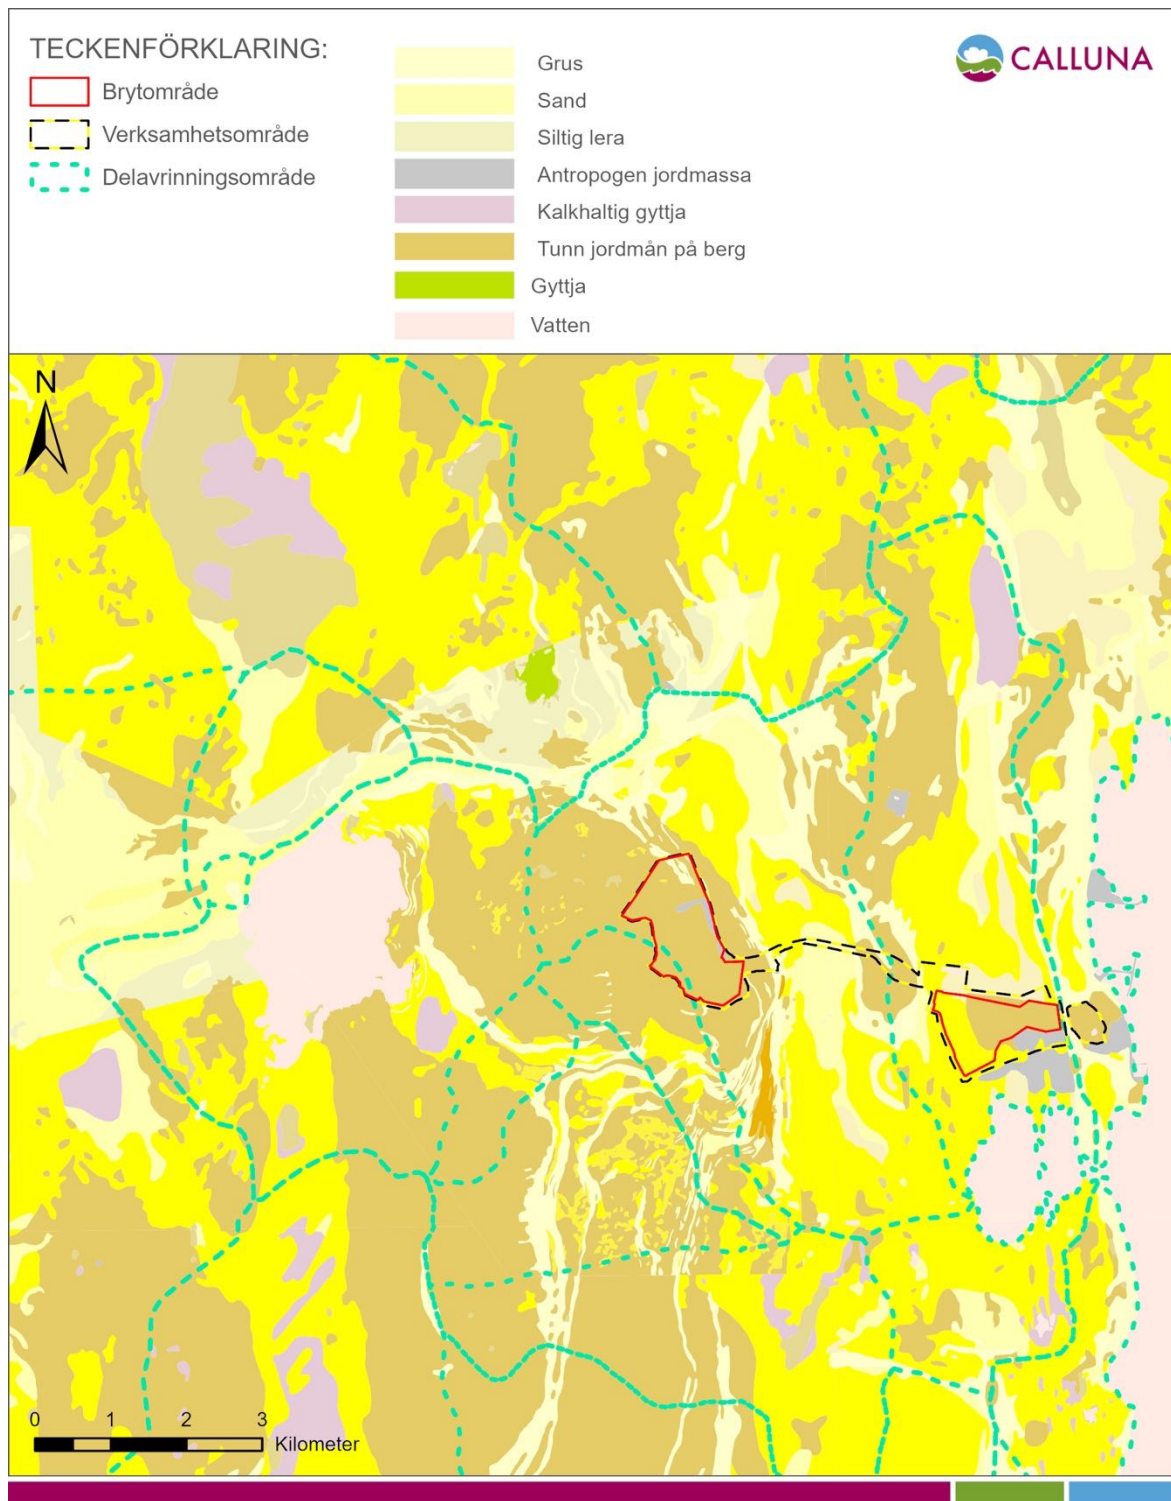 TECKENFÖRKLARING:
Brytområde
Verksamhetsområde
Delavrinningsområde
Grus
Sand
Siltig lera
Antropogen jordmassa
Kalkhaltig gyttja
Tunn jordmån på berg
Gyttja
Vatten
CALLUNA
N
0 1 2 3
Kilometer